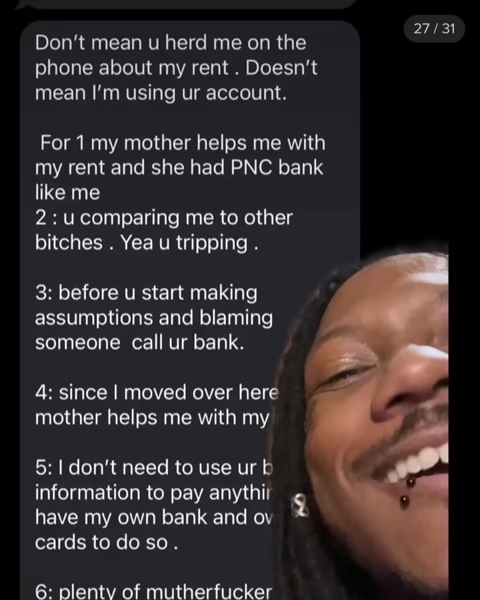 27 / 31
Don't mean u herd me on the
phone about my rent . Doesn't
mean I'm using ur account.
For 1 my mother helps me with
my rent and she had PNC bank
like me
2 : u comparing me to other
bitches . Yea u tripping .
3: before u start making
assumptions and blaming
someone call ur bank.
4: since I moved over here
mother helps me with my
5: I don't need to use ur
information to pay
have my own bank and
cards to do so .
6: plenty of mutherfucker